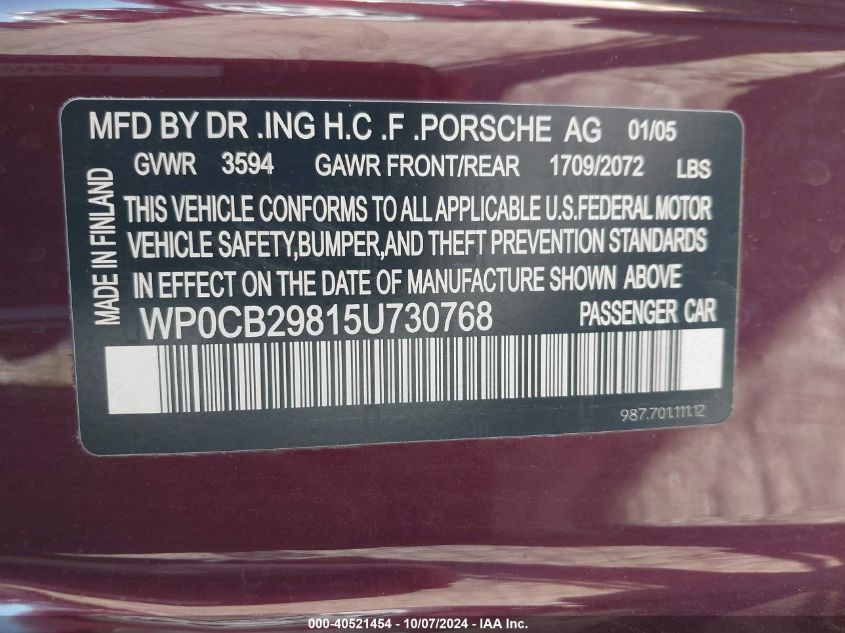 MFD BY DR .ING H.C .F .PORSCHE AG 01/05
GVWR 3594 GAWR FRONT/REAR 1709/2072 LBS
MADE IN FINLAND
THIS VEHICLE CONFORMS TO ALL APPLICABLE U.S.FEDERAL MOTOR
VEHICLE SAFETY,BUMPER,AND THEFT PREVENTION STANDARDS
IN EFFECT ON THE DATE OF MANUFACTURE SHOWN ABOVE
WP0CB29815U730768 PASSENGER CAR
987.701.111.12
000-40521454 - 10/07/2024 - IAA Inc.